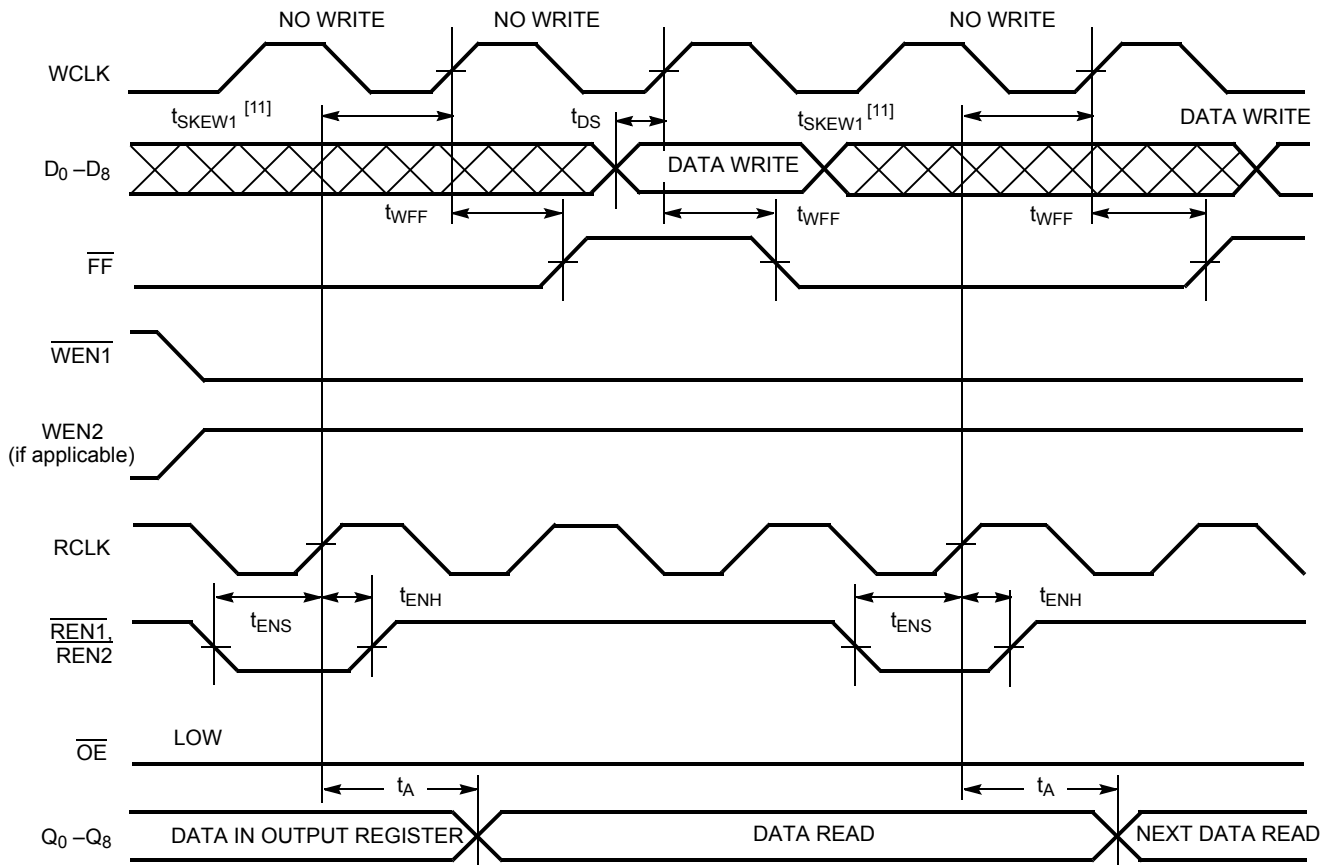 NO WRITE NO WRITE NO WRITE
WCLK
tSKEW1 [11] tDS tSKEW1 [11] DATA WRITE
D0 –D8 DATA WRITE
tWFF tWFF tWFF
FF
WEN1
WEN2
(if applicable)
RCLK
tENH tENH
tENS tENS
REN1,
REN2
LOW
OE
tA tA
Q0 –Q8 DATA IN OUTPUT REGISTER DATA READ NEXT DATA READ